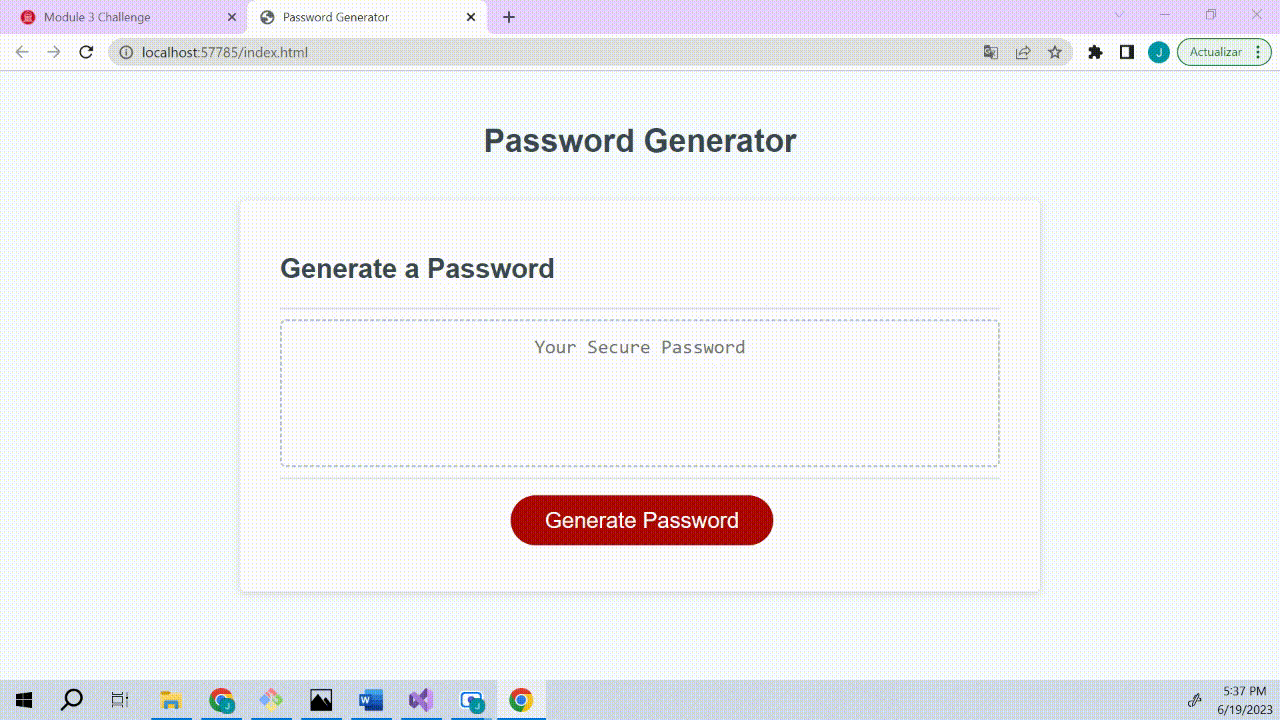 Module 3 Challenge
Password Generator
localhost:57785/index.html
J
Actualizar
Password Generator
Generate a Password
Your Secure Password
Generate Password
5:37 PM
6/19/2023